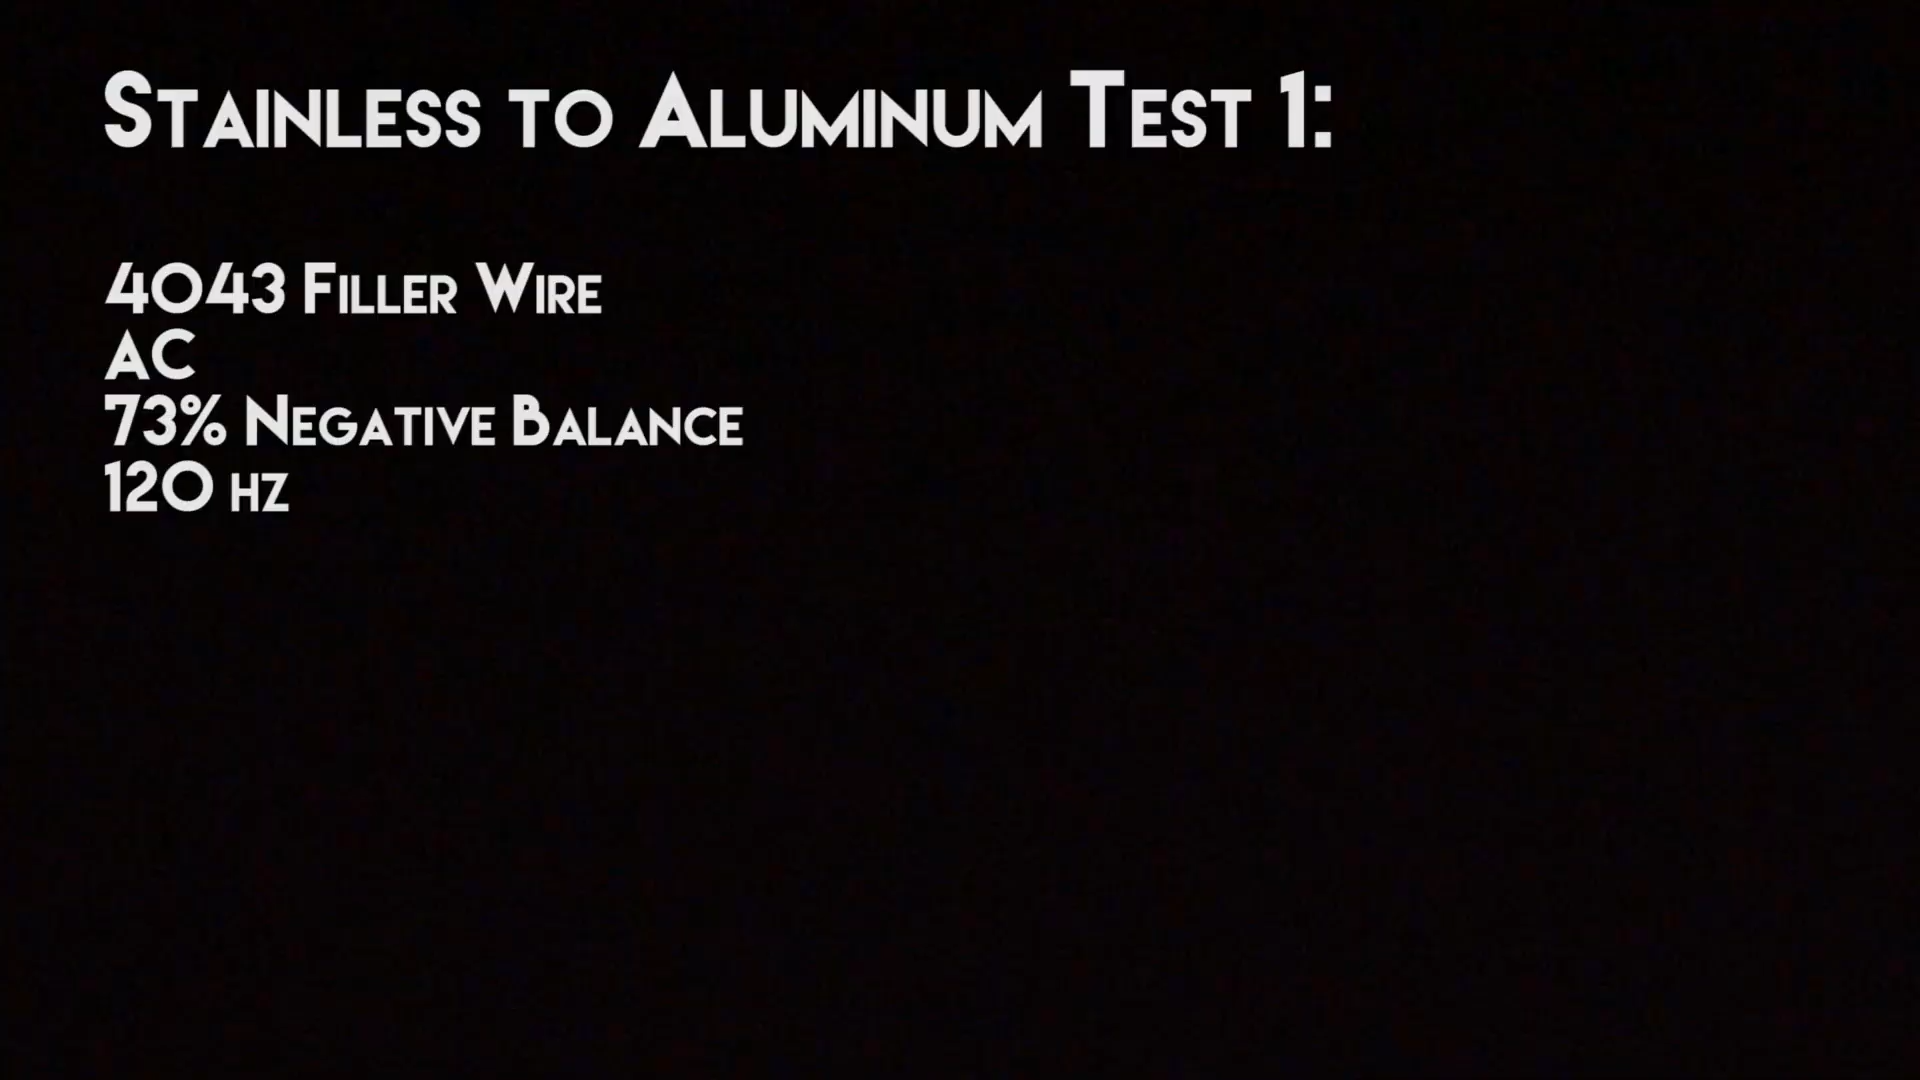 Stainless to Aluminum Test 1:
4043 Filler Wire
AC
73% Negative Balance
120 hz